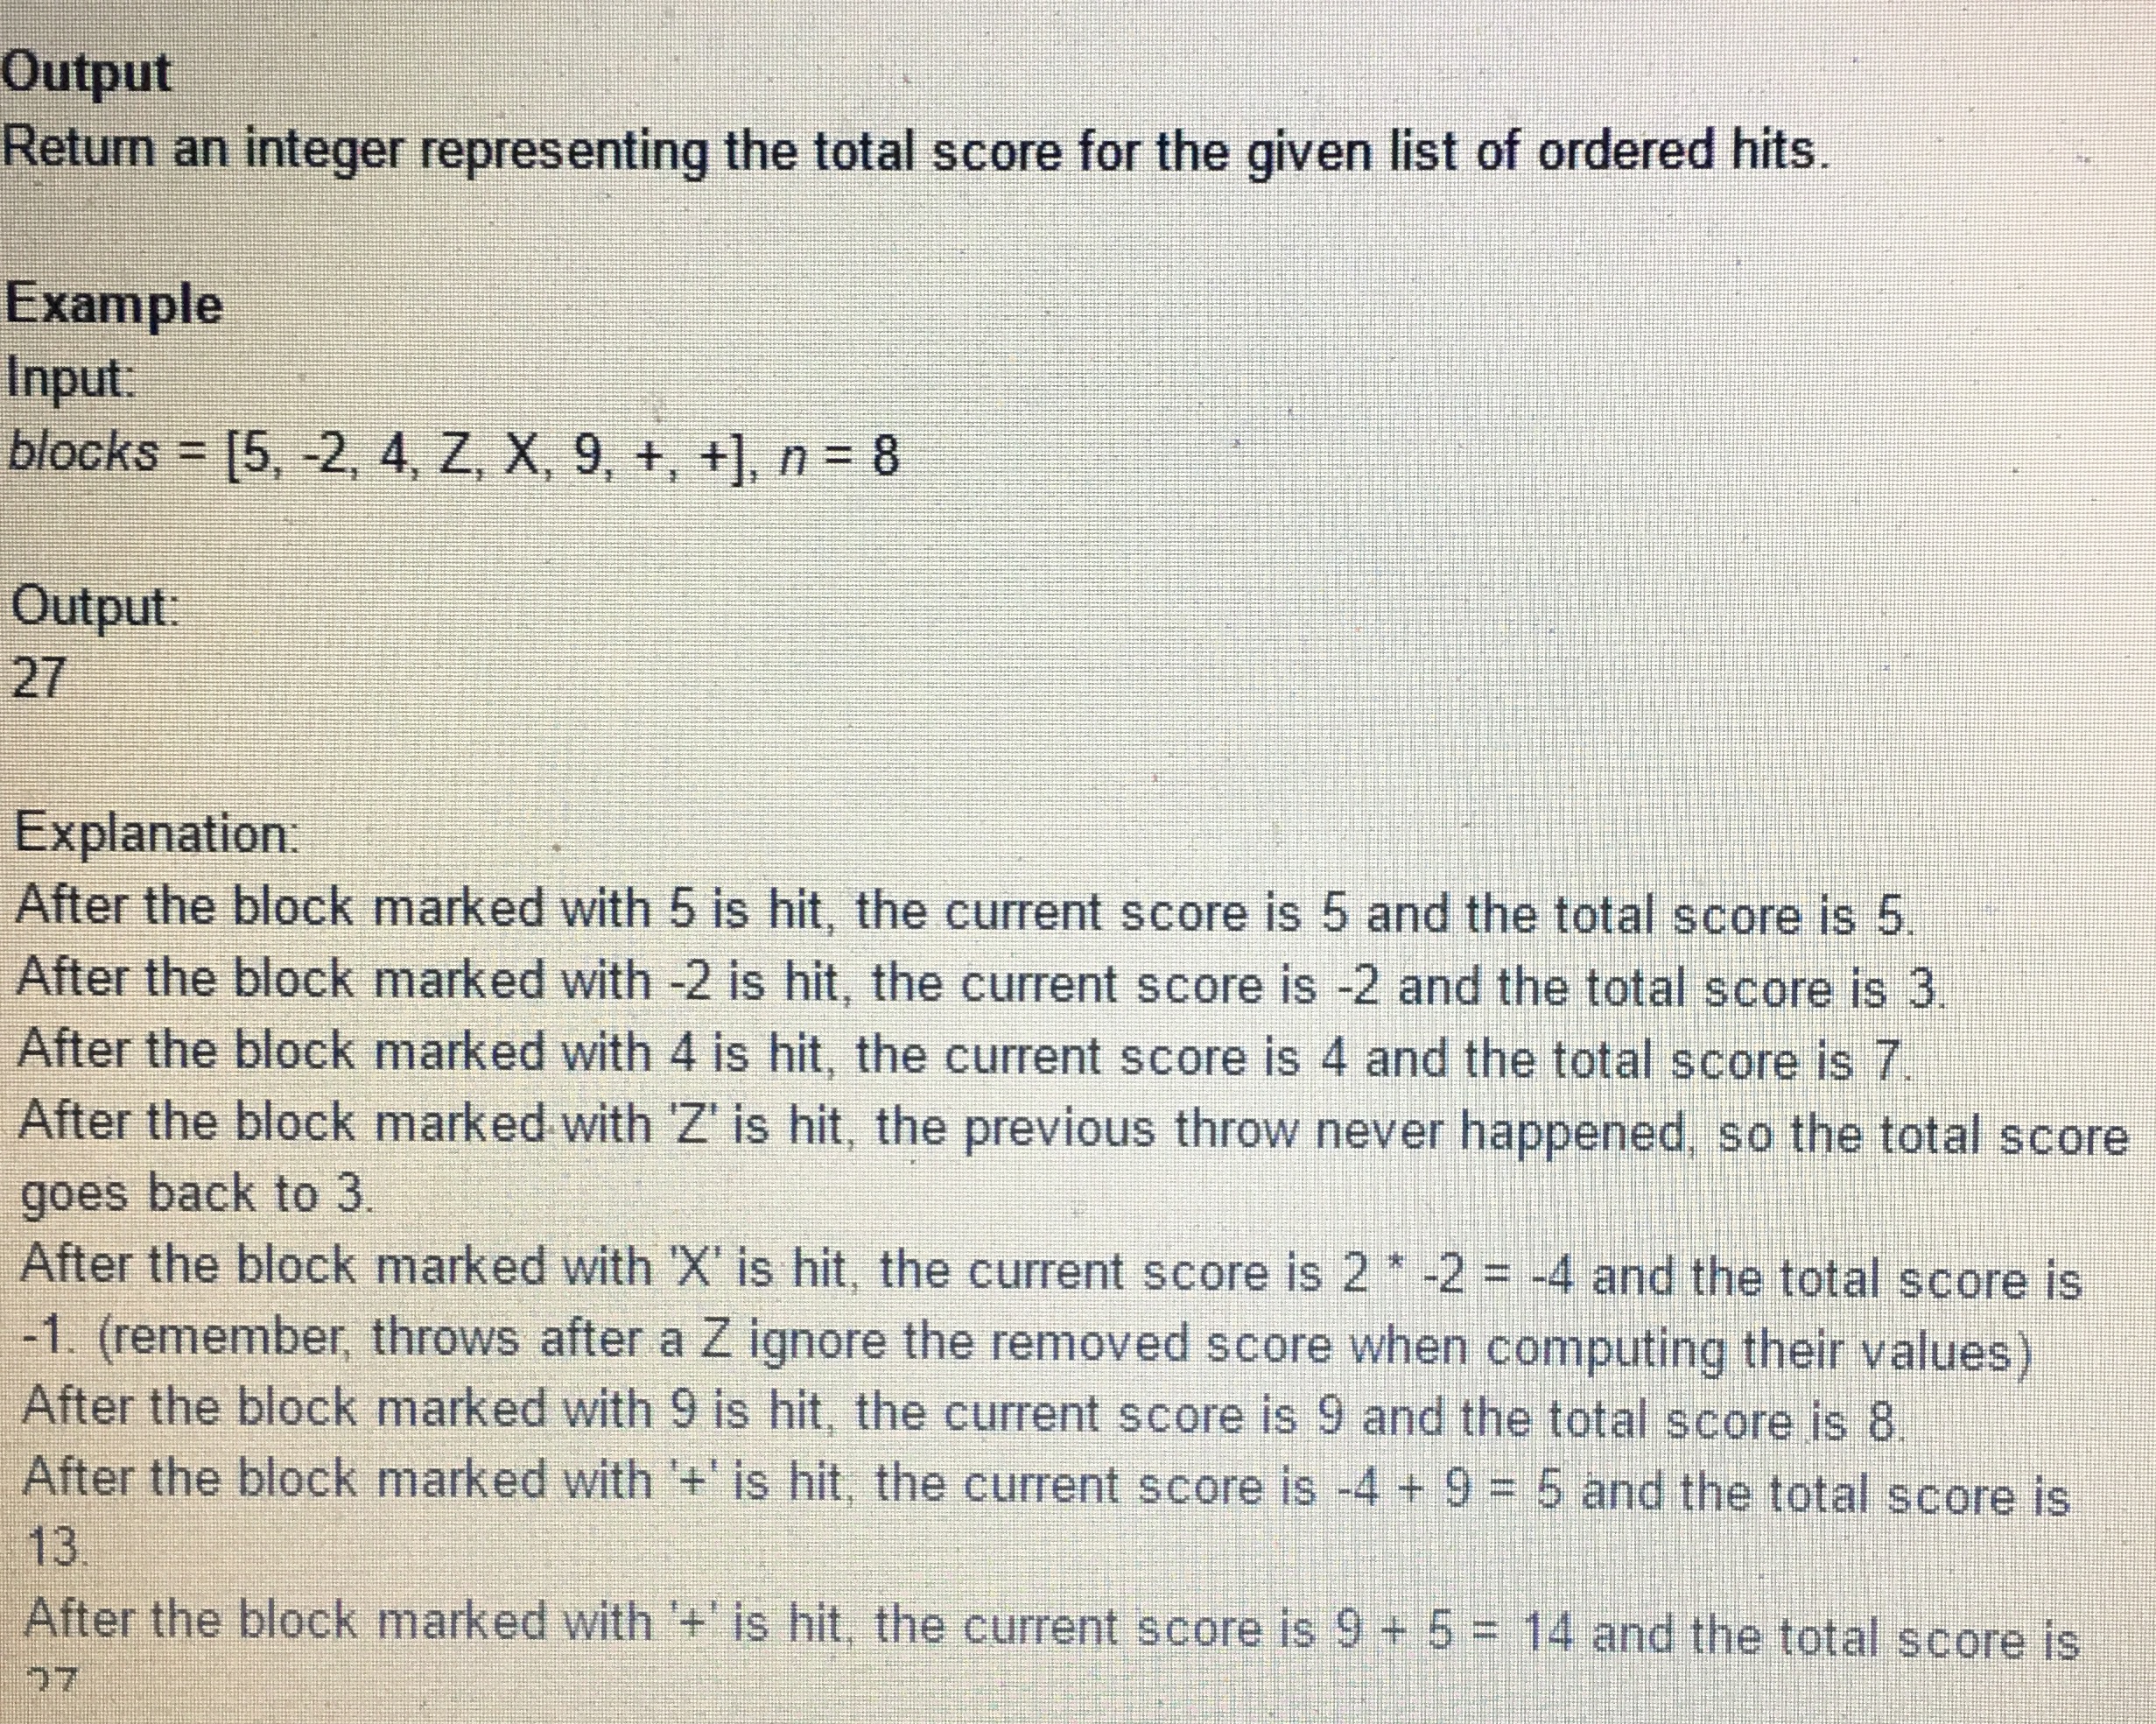 Output
Return an integer representing the total score for the given list of ordered hits.
Example
Input:
blocks = [5, -2, 4, Z, X, 9, +, +], n = 8
Output:
27
Explanation:
After the block marked with 5 is hit, the current score is 5 and the total score is 5.
After the block marked with -2 is hit, the current score is -2 and the total score is 3.
After the block marked with 4 is hit, the current score is 4 and the total score is 7.
After the block marked with 'Z' is hit, the previous throw never happened, so the total score
goes back to 3.
After the block marked with 'X' is hit, the current score is 2 * -2 = -4 and the total score is
-1. (remember, throws after a Z ignore the removed score when computing their values)
After the block marked with 9 is hit, the current score is 9 and the total score is 8.
After the block marked with '+' is hit, the current score is -4 + 9 = 5 and the total score is
13.
After the block marked with '+' is hit, the current score is 9 + 5 = 14 and the total score is
27